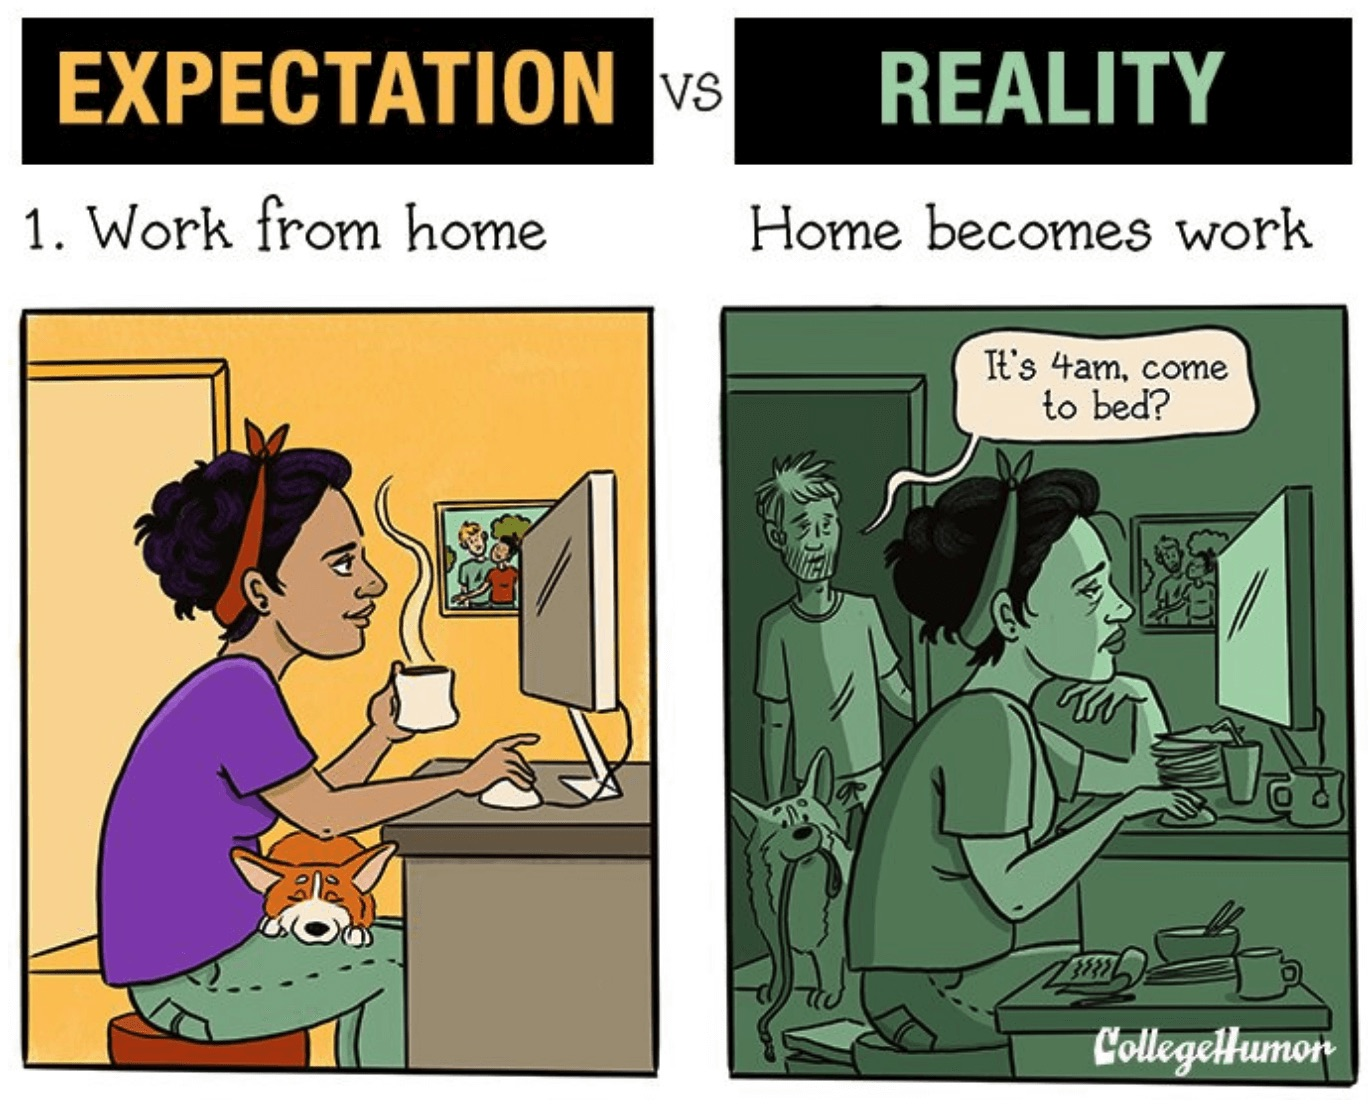 EXPECTATION vs REALITY
1. Work from home
Home becomes work
It's 4am, come
to bed?
CollegeHumor